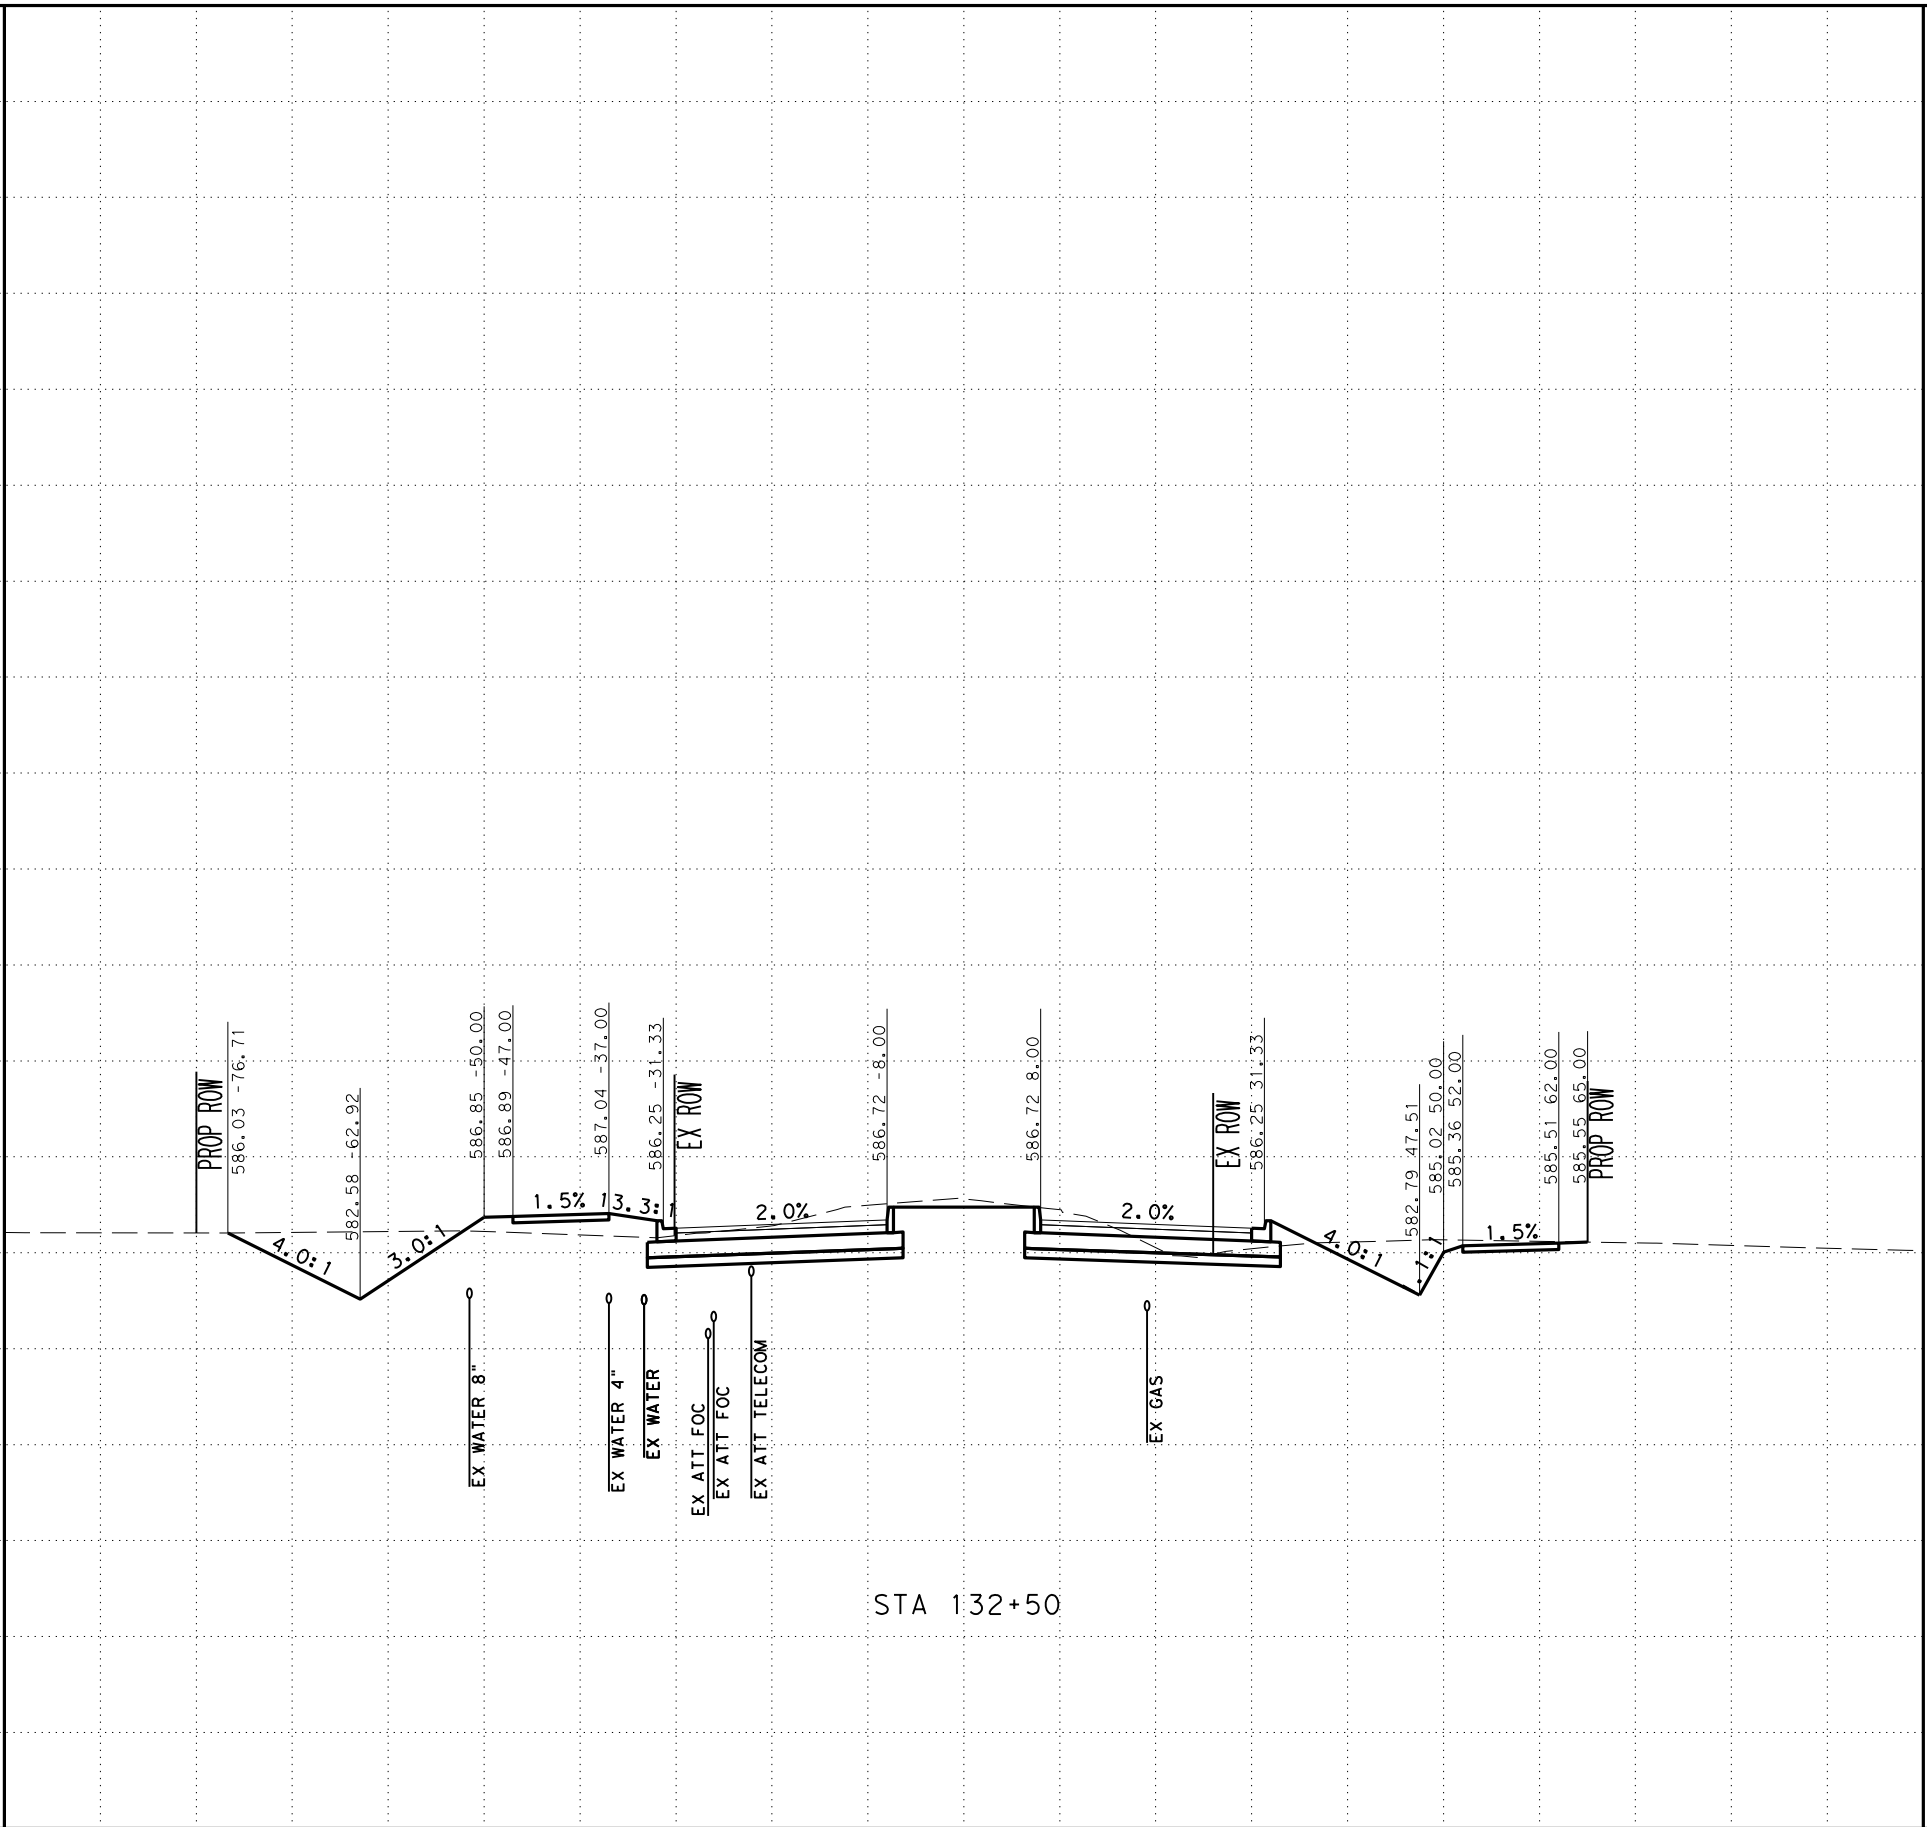 PROP ROW
586.03 -76.71
582.58 -62.92
586.85 -50.00
586.89 -47.00
587.04 -37.00
586.25 -31.33
EX ROW
586.72 -8.00
586.72 8.00
EX ROW
586.25 31.33
582.79 47.51
585.02 50.00
585.36 52.00
585.51 62.00
585.55 65.00
PROP ROW
4.0:1
3.0:1
1.5%
13.3:1
2.0%
2.0%
4.0:1
.1:1
1.5%
EX WATER 8"
EX WATER 4"
EX WATER
EX ATT FOC
EX ATT FOC
EX ATT TELECOM
EX GAS
STA 132+50